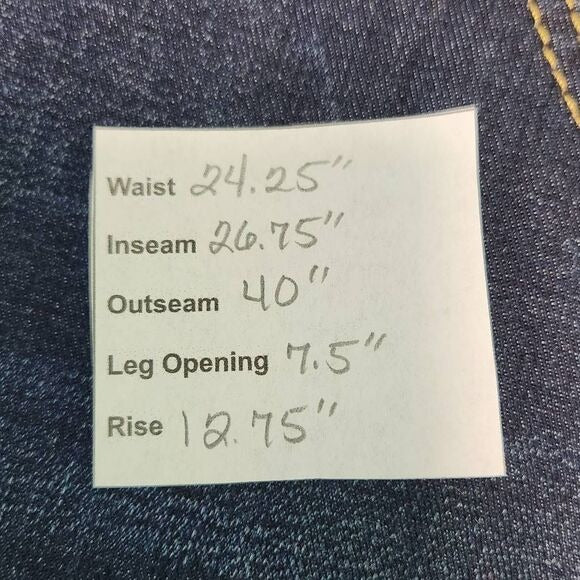 Waist 24.25"
Inseam 26.75"
Outseam 40"
Leg Opening 7.5"
Rise 12.75"